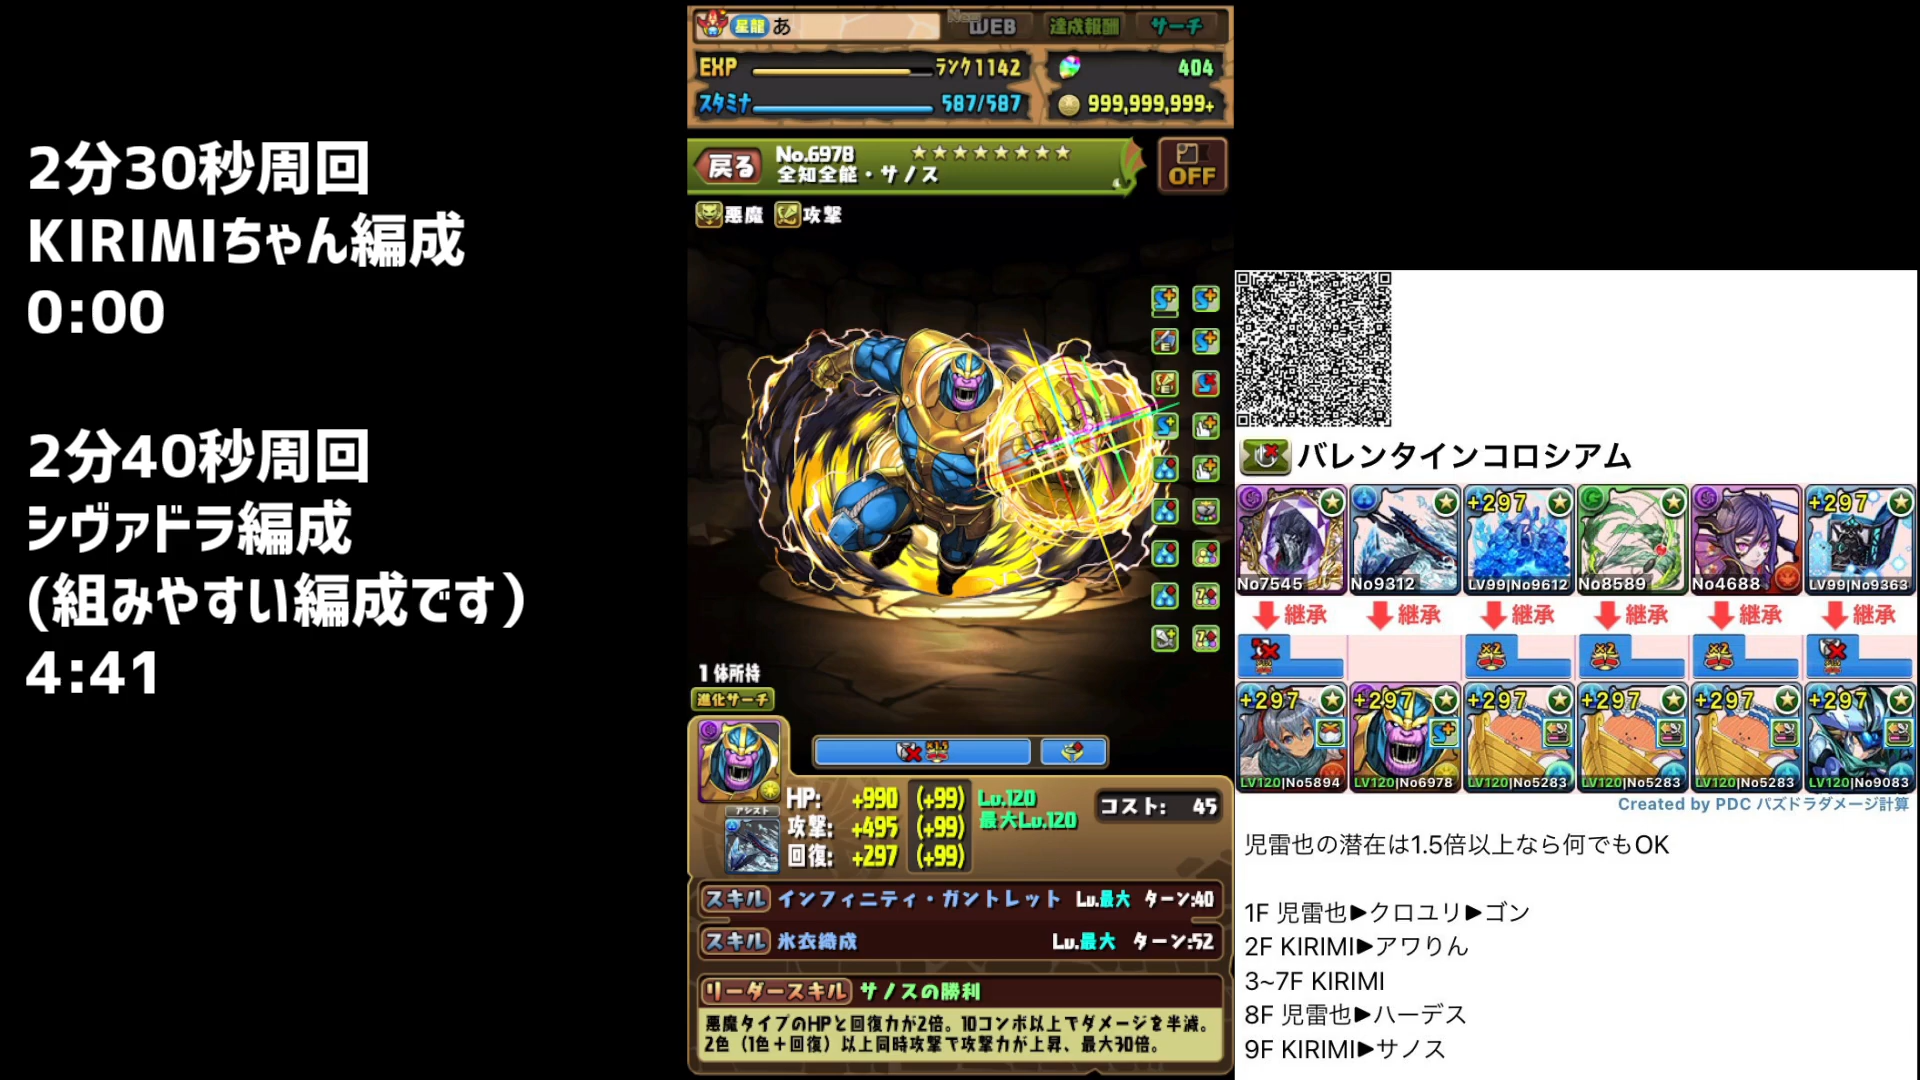 2分30秒周回
KIRIMIちゃん編成
0:00
2分40秒周回
シヴァドラ編成
(組みやすい編成です)
4:41
星龍 あ
New
WEB
達成報酬
サーチ
EXP ランク1142
404
スタミナ 587/587
999,999,999+
戻る
No.6978 ★★★★★★★★
全知全能・サノス
OFF
悪魔 攻撃
1体所持
進化サーチ
アシスト
HP: +990 (+99) Lv.120
攻撃: +495 (+99) 最大Lv.120
回復: +297 (+99)
コスト: 45
スキル インフィニティ・ガントレット Lv.最大 ターン:40
スキル 氷衣織成 Lv.最大 ターン:52
リーダースキル サノスの勝利
悪魔タイプのHPと回復力が2倍。10コンボ以上でダメージを半減。
2色(1色+回復)以上同時攻撃で攻撃力が上昇、最大30倍。
バレンタインコロシアム
+297 +297
No7545 No9312 LV99|No9612 No8589 No4688 LV99|No9363
継承 継承 継承 継承 継承 継承
×2 ×2 ×2
+297 +297 +297 +297 +297 +297
LV120|No5894 LV120|No6978 LV120|No5283 LV120|No5283 LV120|No5283 LV120|No9083
Created by PDC パズドラダメージ計算
児雷也の潜在は1.5倍以上なら何でもOK
1F 児雷也▶クロユリ▶ゴン
2F KIRIMI▶アワりん
3~7F KIRIMI
8F 児雷也▶ハーデス
9F KIRIMI▶サノス